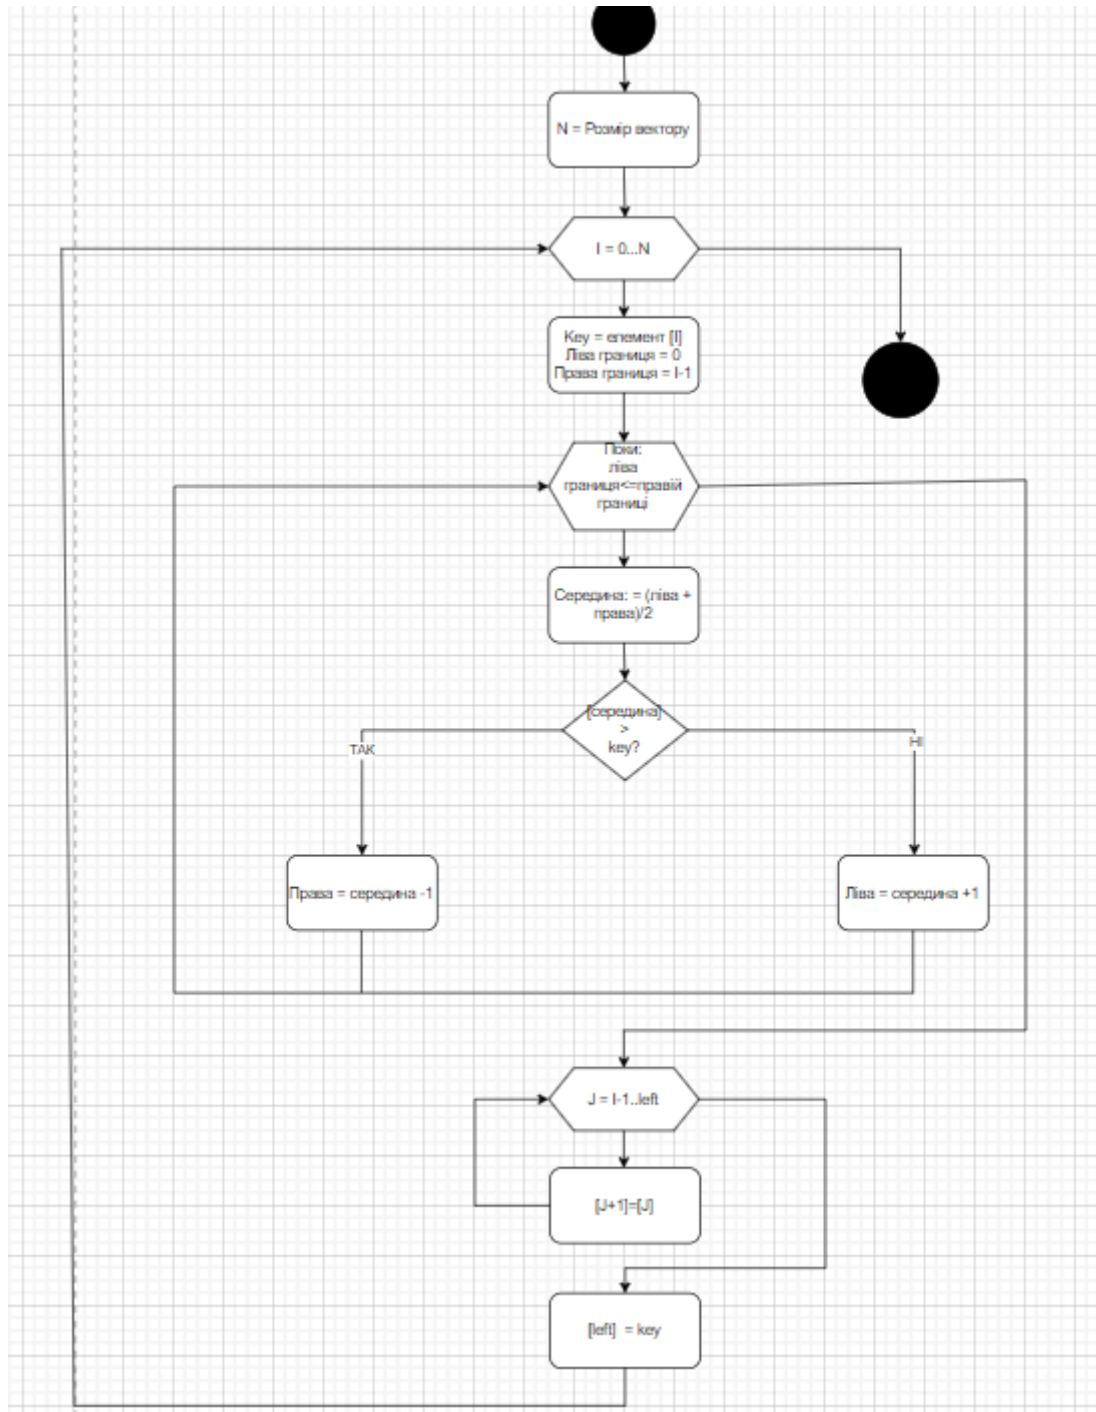 N = Розмір вектору
I = 0...N
Key = елемент [I]
Ліва границя = 0
Права границя = I-1
Поки:
ліва
границя<=правій
границі
Середина: = (ліва +
права)/2
[середина]
>
key?
ТАК
НІ
Права = середина -1
Ліва = середина +1
J = I-1..left
[J+1]=[J]
[left] = key